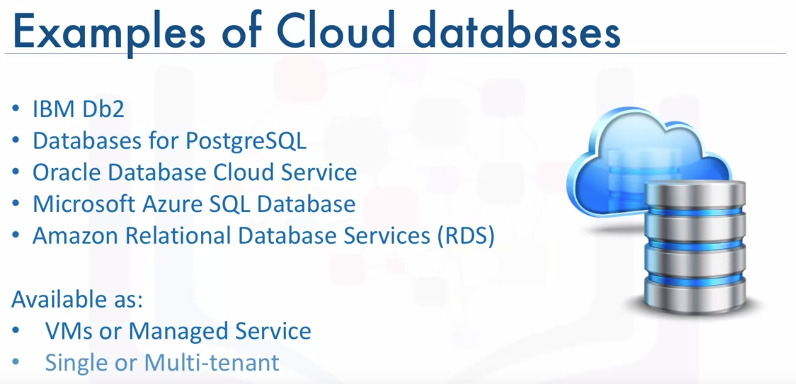 Examples of Cloud databases
• IBM Db2
• Databases for PostgreSQL
• Oracle Database Cloud Service
• Microsoft Azure SQL Database
• Amazon Relational Database Services (RDS)
Available as:
• VMs or Managed Service
• Single or Multi-tenant